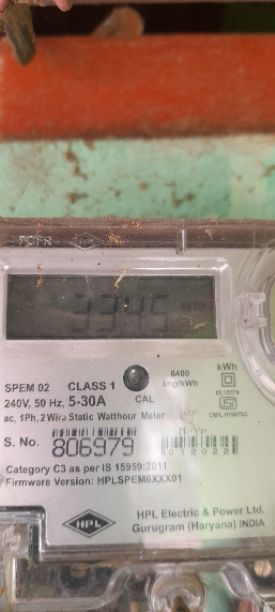 3345 kWh
SPEM 02 CLASS 1 CAL 6400 Imp/kWh kWh
240V, 50 Hz, 5-30A
ac, 1Ph, 2 Wire Static Watthour Meter
S. No. 806979
012022
Category C3 as per IS 15959:2011
Firmware Version: HPLSPEM6XXX01
HPL
HPL Electric & Power Ltd.
Gurugram (Haryana) INDIA